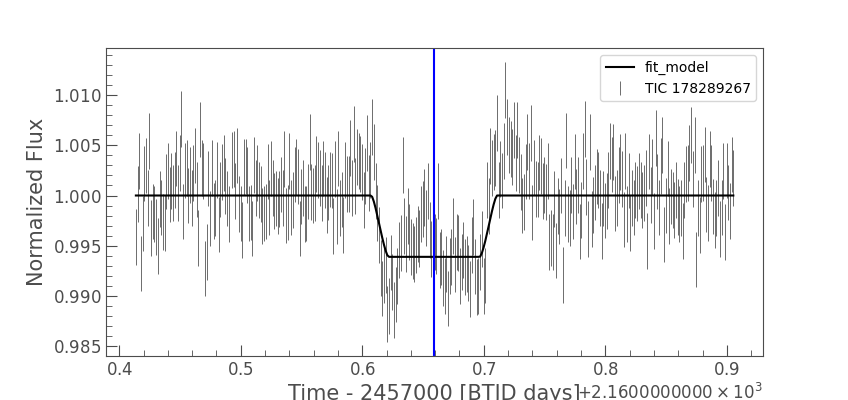 fit_model
TIC 178289267
Normalized Flux
1.010
1.005
1.000
0.995
0.990
0.985
0.4 0.5 0.6 0.7 0.8 0.9
Time - 2457000 [BTJD days]
+2.1600000000 × 10³